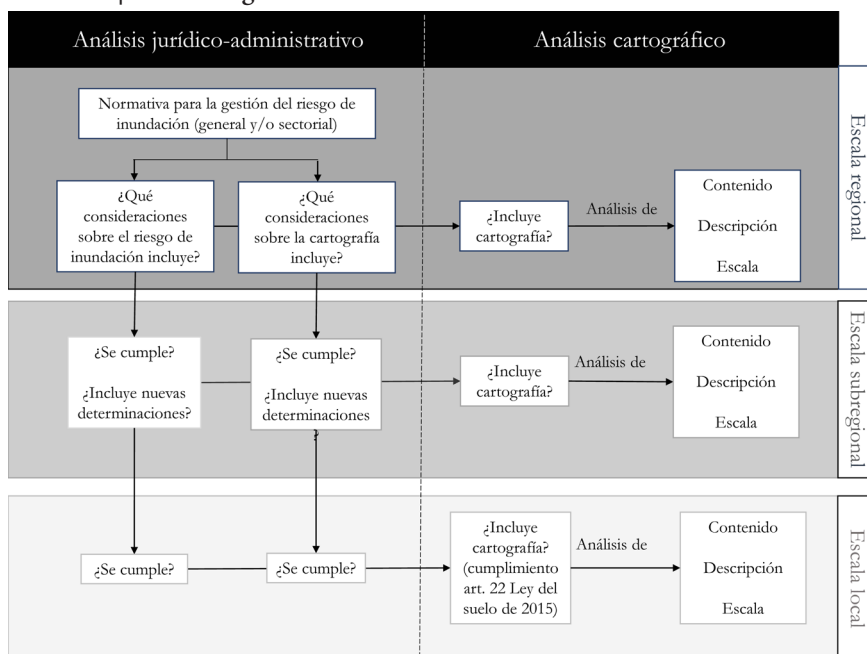 Análisis jurídico-administrativo
Análisis cartográfico
Normativa para la gestión del riesgo de
inundación (general y/o sectorial)
¿Qué
consideraciones
sobre el riesgo de
inundación incluye?
¿Qué
consideraciones
sobre la cartografía
incluye?
¿Incluye
cartografía?
Análisis de
Contenido
Descripción
Escala
Escala regional
¿Se cumple?
¿Incluye nuevas
determinaciones?
¿Se cumple?
¿Incluye nuevas
determinaciones
?
¿Incluye
cartografía?
Análisis de
Contenido
Descripción
Escala
Escala subregional
¿Se cumple?
¿Se cumple?
¿Incluye
cartografía?
(cumplimiento
art. 22 Ley del
suelo de 2015)
Análisis de
Contenido
Descripción
Escala
Escala local